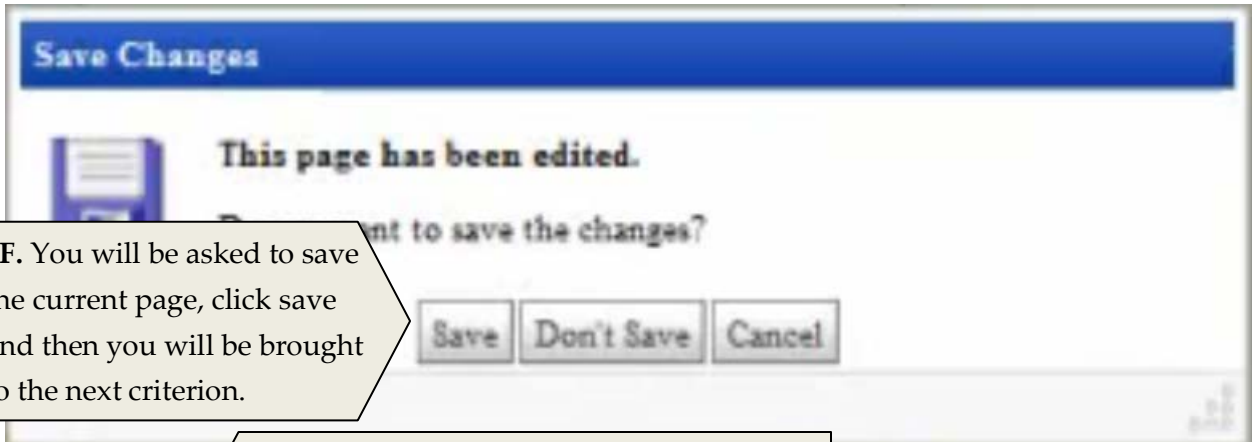 Save Changes
This page has been edited.
nt to save the changes?
F. You will be asked to save
he current page, click save
nd then you will be brought
o the next criterion.
Save Don't Save Cancel